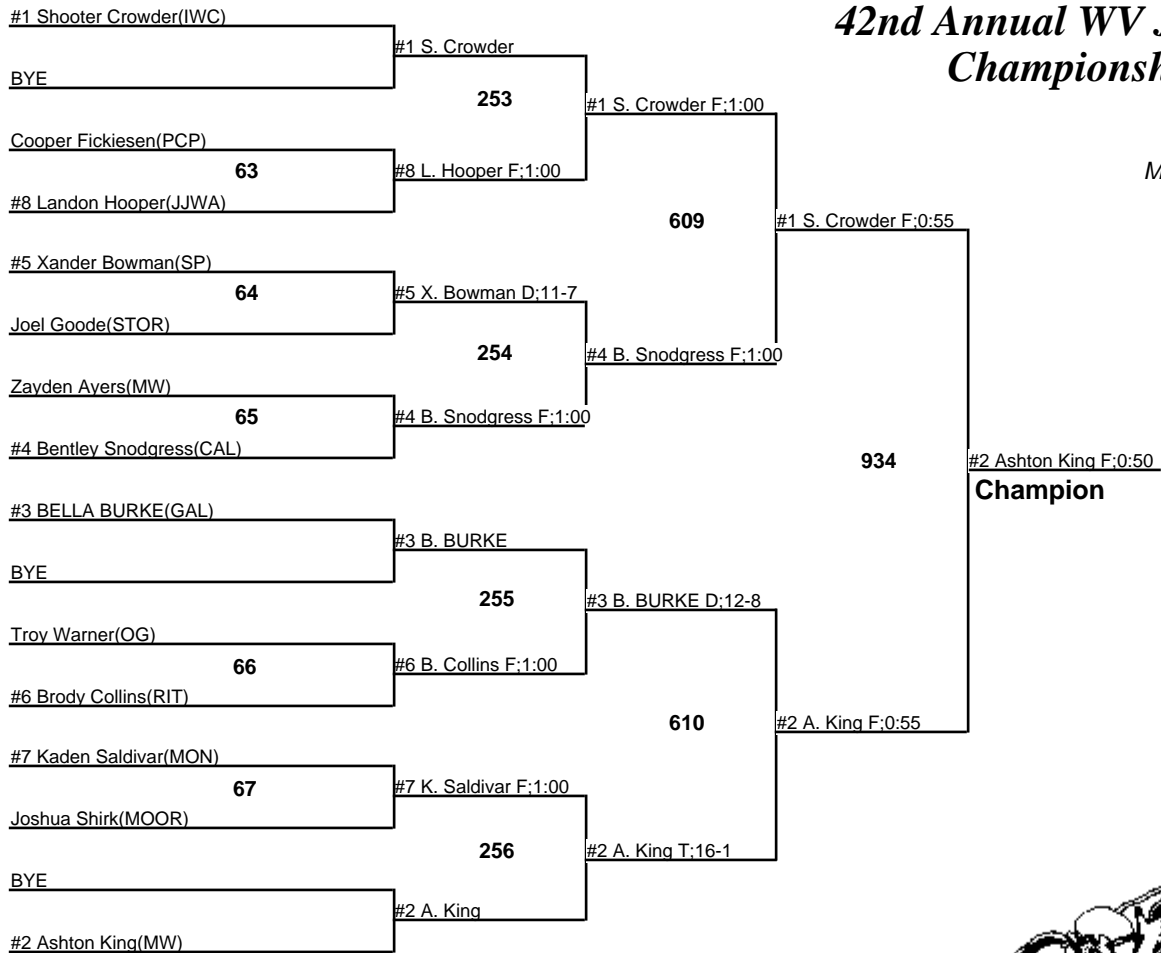 42nd Annual WV J
Championsh
M
#1 Shooter Crowder(IWC)
BYE
Cooper Fickiesen(PCP)
63
#8 Landon Hooper(JJWA)
#5 Xander Bowman(SP)
64
Joel Goode(STOR)
Zayden Ayers(MW)
65
#4 Bentley Snodgress(CAL)
#3 BELLA BURKE(GAL)
BYE
Troy Warner(OG)
66
#6 Brody Collins(RIT)
#7 Kaden Saldivar(MON)
67
Joshua Shirk(MOOR)
BYE
#2 Ashton King(MW)
#1 S. Crowder
253
#8 L. Hooper F;1:00
#5 X. Bowman D;11-7
254
#4 B. Snodgress F;1:00
#3 B. BURKE
255
#6 B. Collins F;1:00
#7 K. Saldivar F;1:00
256
#2 A. King
#1 S. Crowder F;1:00
609
#4 B. Snodgress F;1:00
#3 B. BURKE D;12-8
610
#2 A. King T;16-1
#1 S. Crowder F;0:55
934
#2 A. King F;0:55
#2 Ashton King F;0:50
Champion